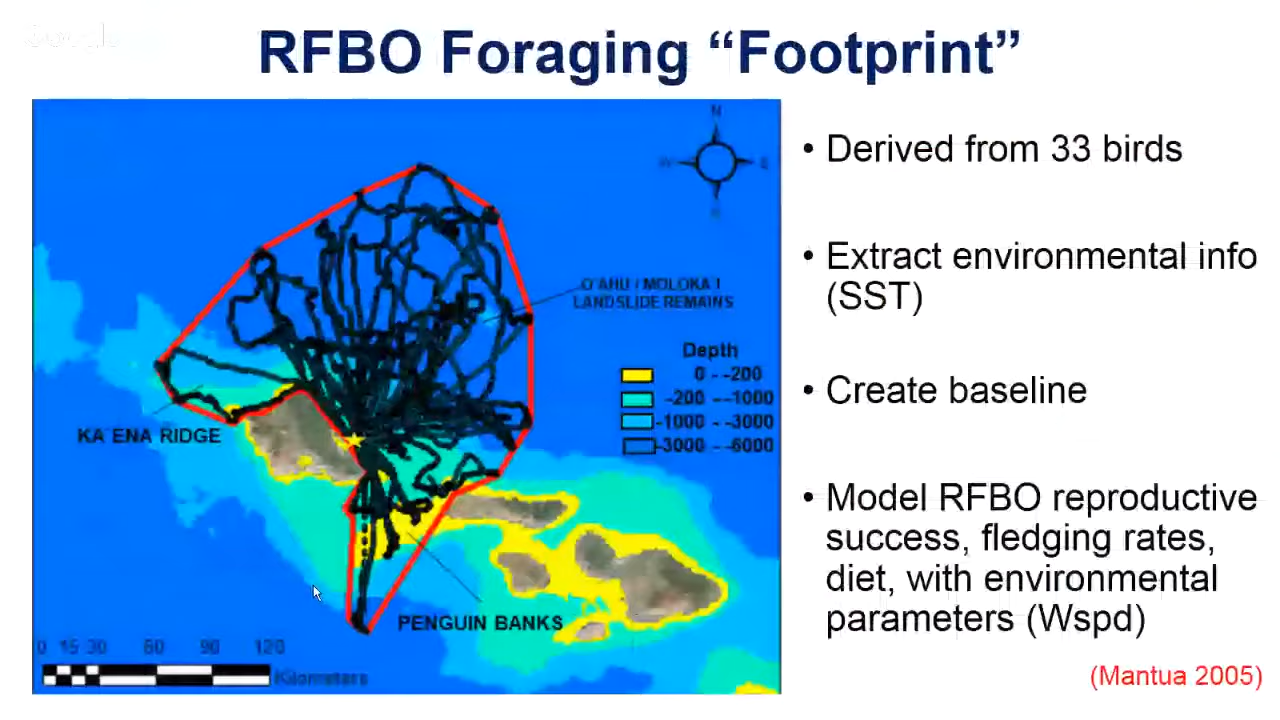 RFBO Foraging “Footprint”
N
O'AHU / MOLOKA'I
LANDSLIDE REMAINS
Depth
0 - -200
-200 - -1000
-1000 - -3000
-3000 - -6000
KA'ENA RIDGE
PENGUIN BANKS
0 15 30 60 90 120
Kilometers
• Derived from 33 birds
• Extract environmental info
(SST)
• Create baseline
• Model RFBO reproductive
success, fledging rates,
diet, with environmental
parameters (Wspd)
(Mantua 2005)